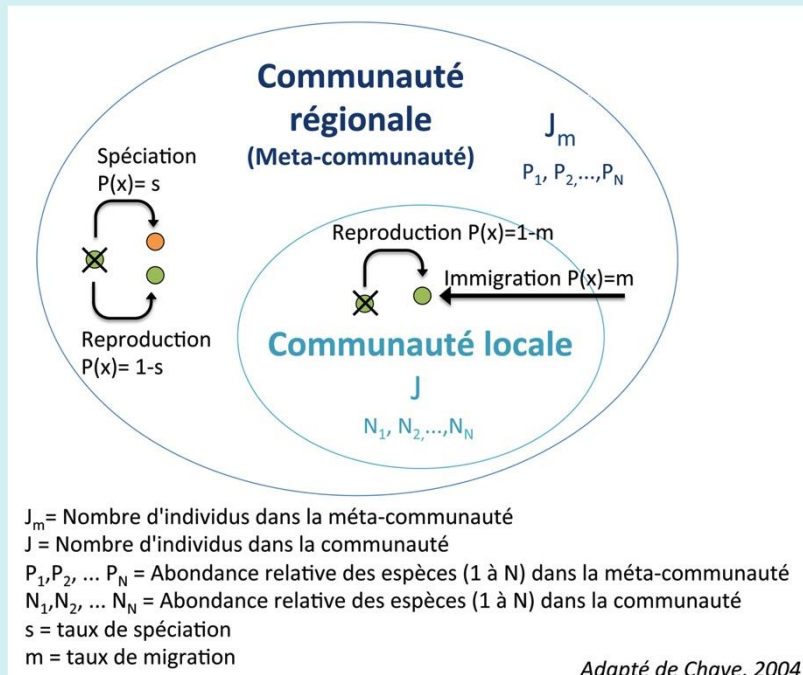 Communauté
régionale
(Meta-communauté)
J_m
P_1, P_2,...,P_N
Spéciation
P(x)= s
Reproduction
P(x)= 1-s
Reproduction P(x)=1-m
Immigration P(x)=m
Communauté locale
J
N_1, N_2,...,N_N
J_m= Nombre d'individus dans la méta-communauté
J = Nombre d'individus dans la communauté
P_1,P_2, ... P_N = Abondance relative des espèces (1 à N) dans la méta-communauté
N_1,N_2, ... N_N = Abondance relative des espèces (1 à N) dans la communauté
s = taux de spéciation
m = taux de migration
Adapté de Chave, 2004